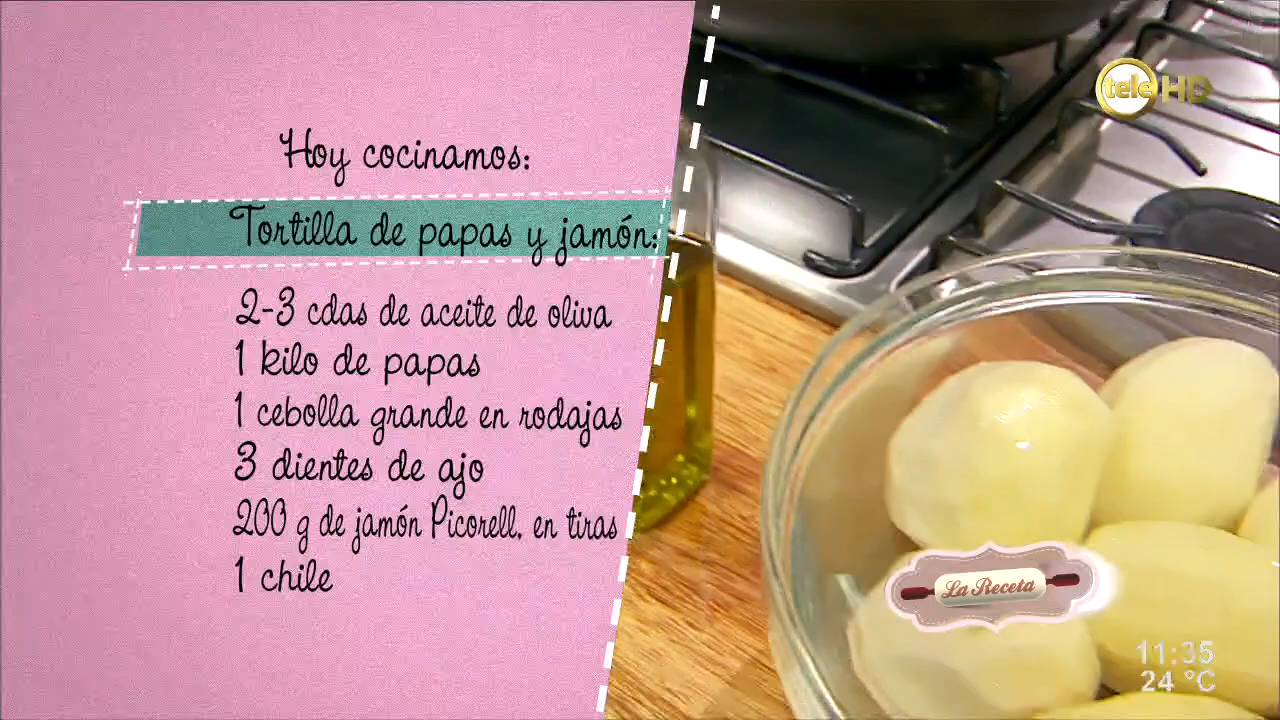 Hoy cocinamos:
Tortilla de papas y jamón:
2-3 cdas de aceite de oliva
1 kilo de papas
1 cebolla grande en rodajas
3 dientes de ajo
200 g de jamón Picorell, en tiras
1 chile
tele HD
La Receta
11:35
24 °C